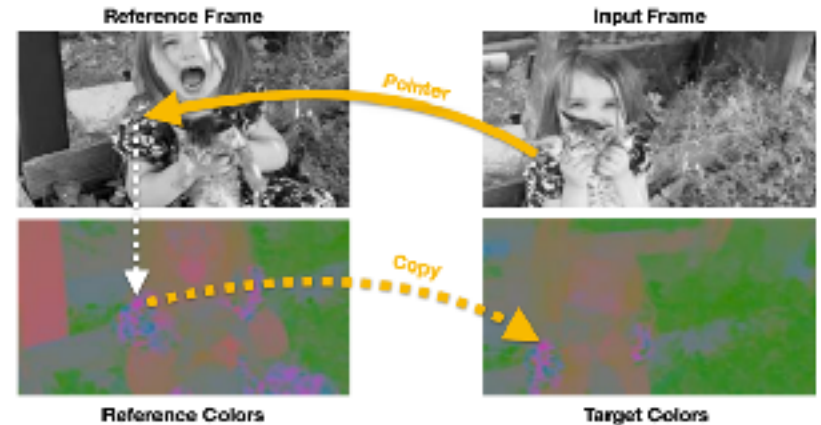 Reference Frame
Input Frame
Pointer
Copy
Reference Colors
Target Colors